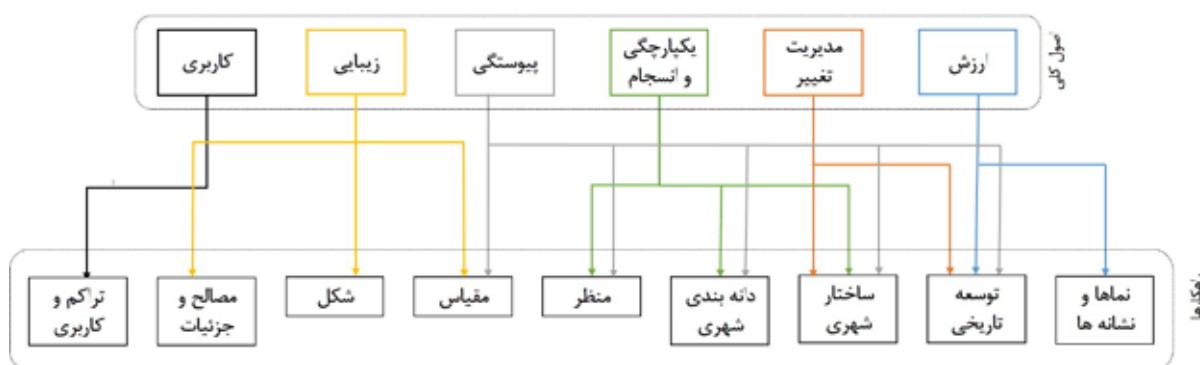 اصول کلی
ارزش
مدیریت
تغییر
یکپارچگی
و انسجام
پیوستگی
زیبایی
کاربری
راهکارها
نماها و
نشانه ها
توسعه
تاریخی
ساختار
شهری
دانه بندی
شهری
منظر
مقیاس
شکل
مصالح و
جزئیات
تراکم و
کاربری